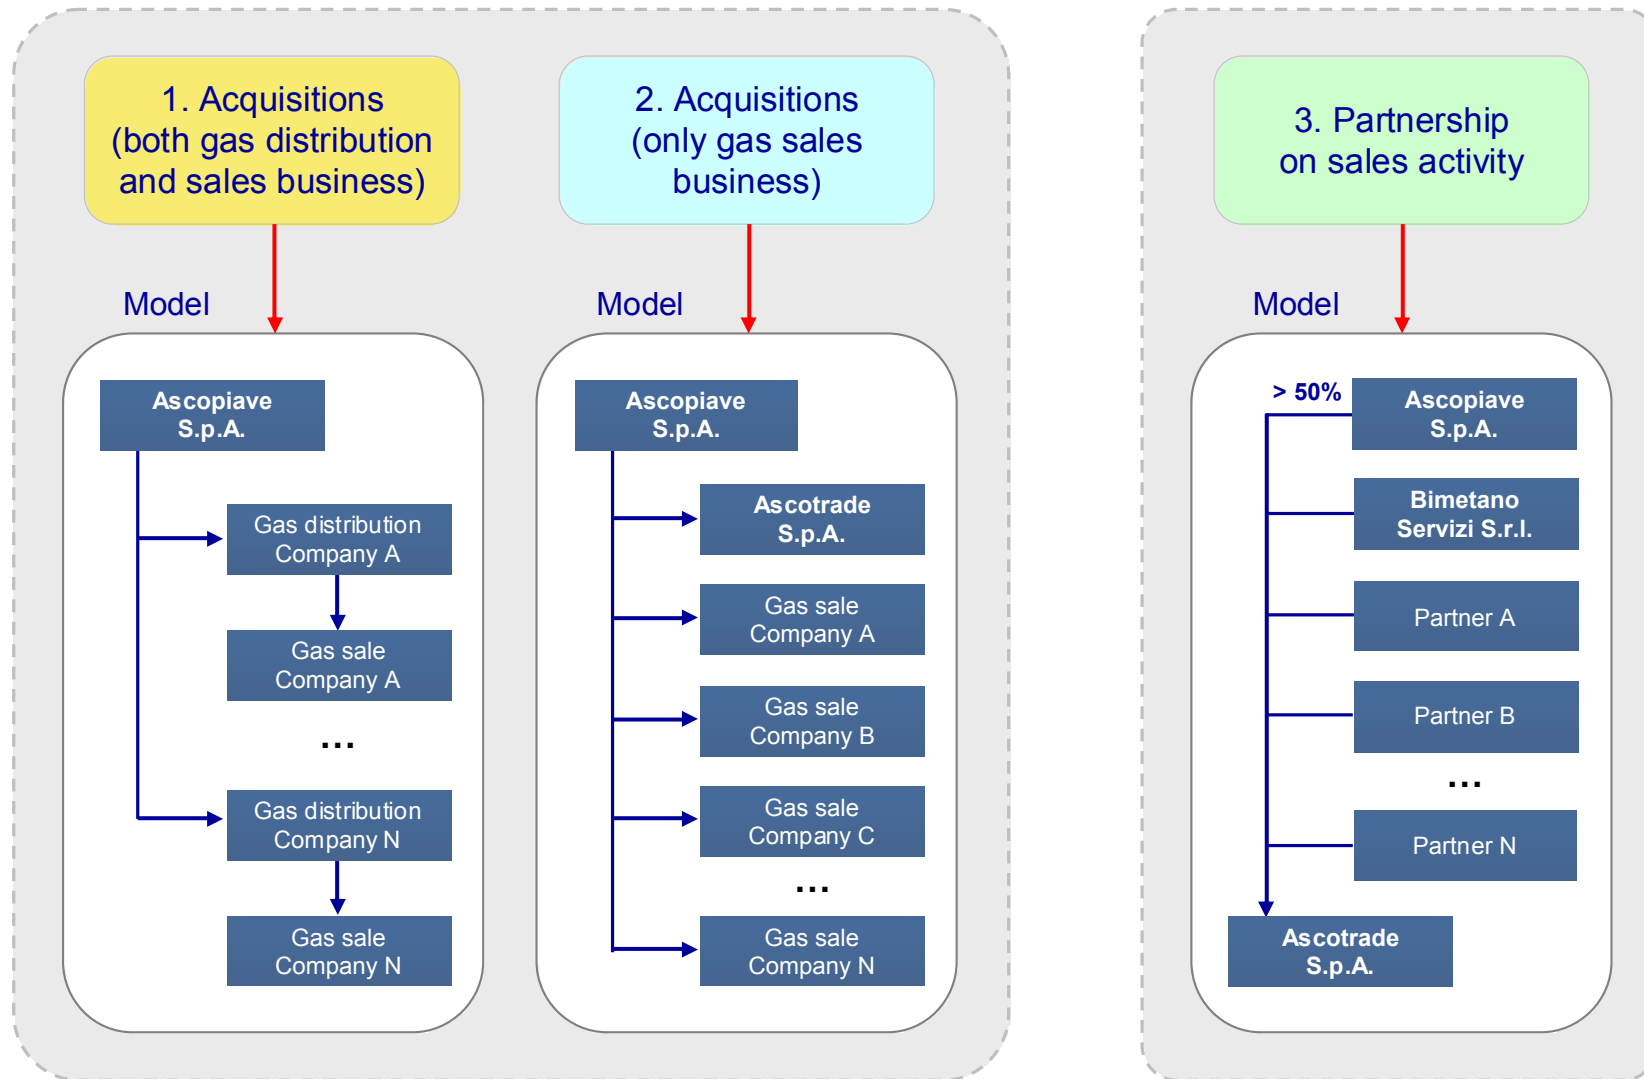 1. Acquisitions
(both gas distribution
and sales business)
Model
Ascopiave
S.p.A.
Gas distribution
Company A
Gas sale
Company A
...
Gas distribution
Company N
Gas sale
Company N
2. Acquisitions
(only gas sales
business)
Model
Ascopiave
S.p.A.
Ascotrade
S.p.A.
Gas sale
Company A
Gas sale
Company B
Gas sale
Company C
...
Gas sale
Company N
3. Partnership
on sales activity
Model
> 50%
Ascopiave
S.p.A.
Bimetano
Servizi S.r.l.
Partner A
Partner B
...
Partner N
Ascotrade
S.p.A.